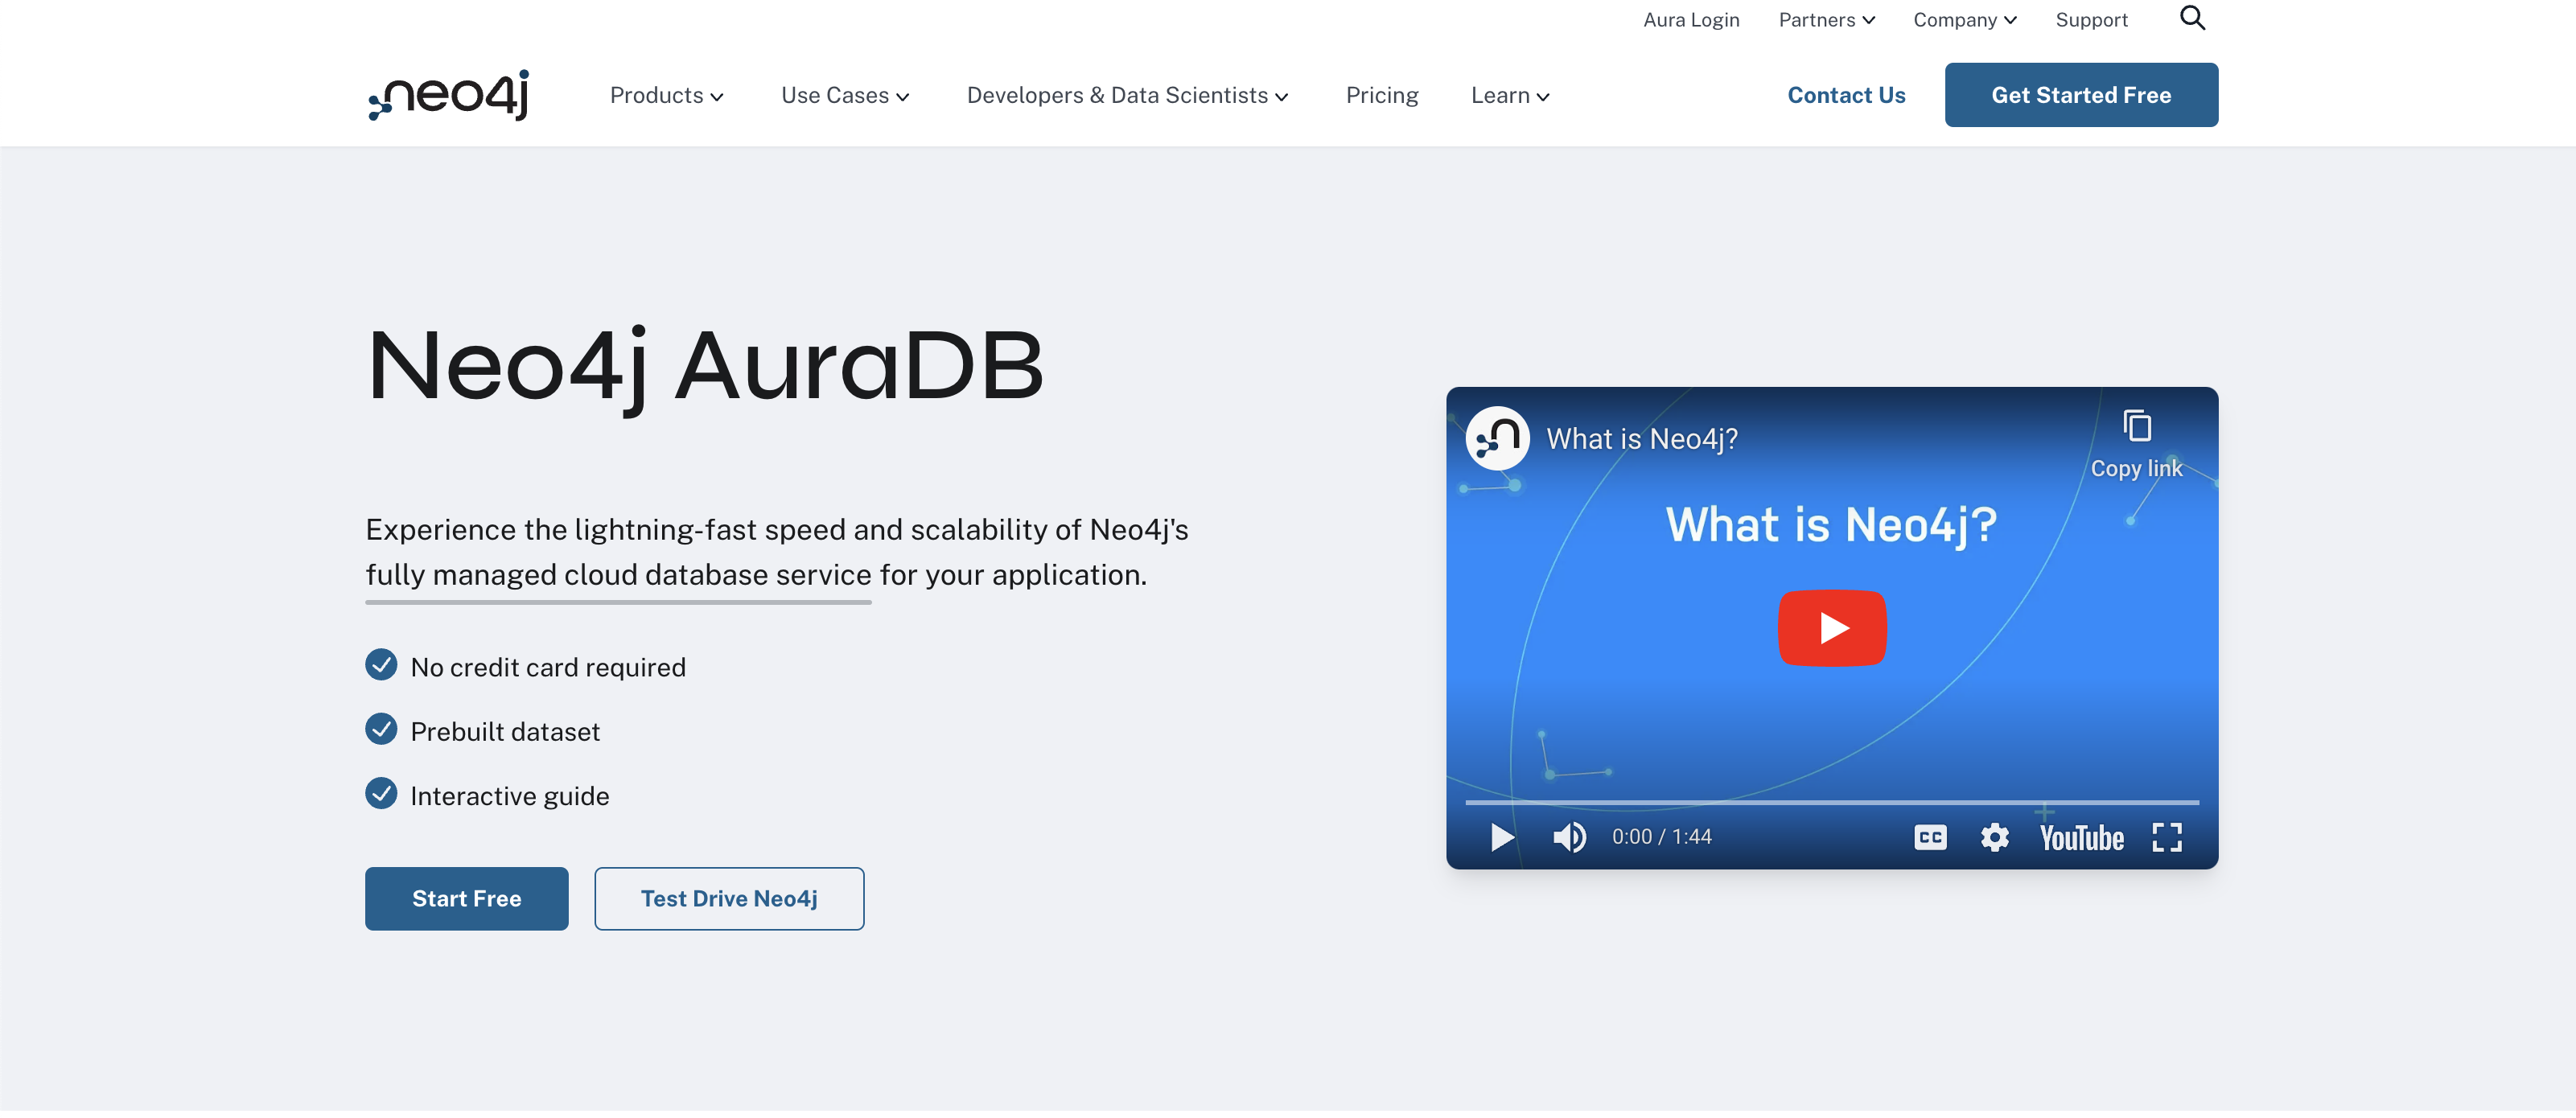 Aura Login Partners Company Support
neo4j Products Use Cases Developers & Data Scientists Pricing Learn Contact Us Get Started Free
Neo4j AuraDB
Experience the lightning-fast speed and scalability of Neo4j's
fully managed cloud database service for your application.
No credit card required
Prebuilt dataset
Interactive guide
Start Free Test Drive Neo4j
What is Neo4j?
Copy link
What is Neo4j?
0:00 / 1:44 CC YouTube